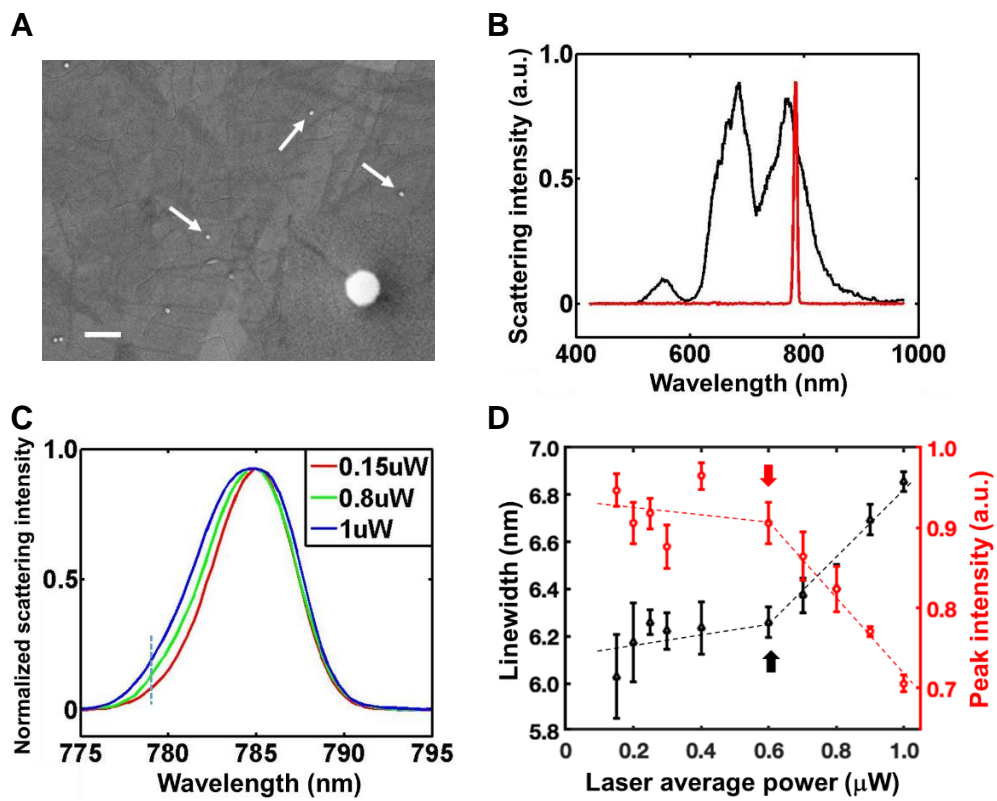 A
B
Scattering intensity (a.u.)
1.0
0.5
0
400
600
800
1000
Wavelength (nm)
C
Normalized scattering intensity
1.0
0.5
0
0.15uW
0.8uW
1uW
775
780
785
790
795
Wavelength (nm)
D
Linewidth (nm)
7.0
6.8
6.6
6.4
6.2
6.0
5.8
0
0.2
0.4
0.6
0.8
1.0
Laser average power (μW)
1.0
0.9
0.8
0.7
Peak intensity (a.u.)